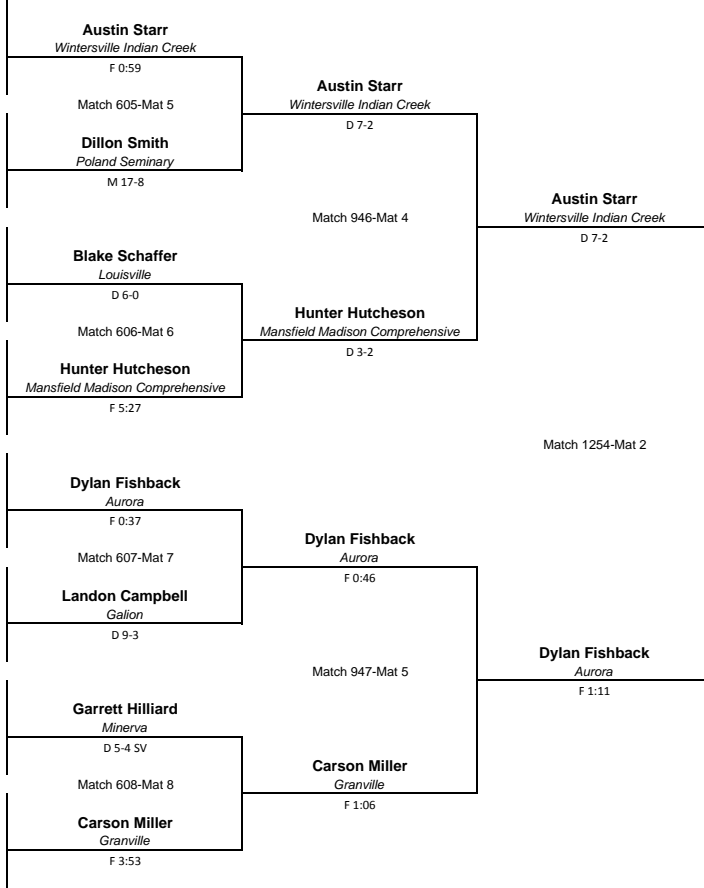 Austin Starr
Wintersville Indian Creek
F 0:59
Match 605-Mat 5
Dillon Smith
Poland Seminary
M 17-8
Blake Schaffer
Louisville
D 6-0
Match 606-Mat 6
Hunter Hutcheson
Mansfield Madison Comprehensive
F 5:27
Dylan Fishback
Aurora
F 0:37
Match 607-Mat 7
Landon Campbell
Galion
D 9-3
Garrett Hilliard
Minerva
D 5-4 SV
Match 608-Mat 8
Carson Miller
Granville
F 3:53
Austin Starr
Wintersville Indian Creek
D 7-2
Match 946-Mat 4
Hunter Hutcheson
Mansfield Madison Comprehensive
D 3-2
Dylan Fishback
Aurora
F 0:46
Match 947-Mat 5
Carson Miller
Granville
F 1:06
Austin Starr
Wintersville Indian Creek
D 7-2
Match 1254-Mat 2
Dylan Fishback
Aurora
F 1:11